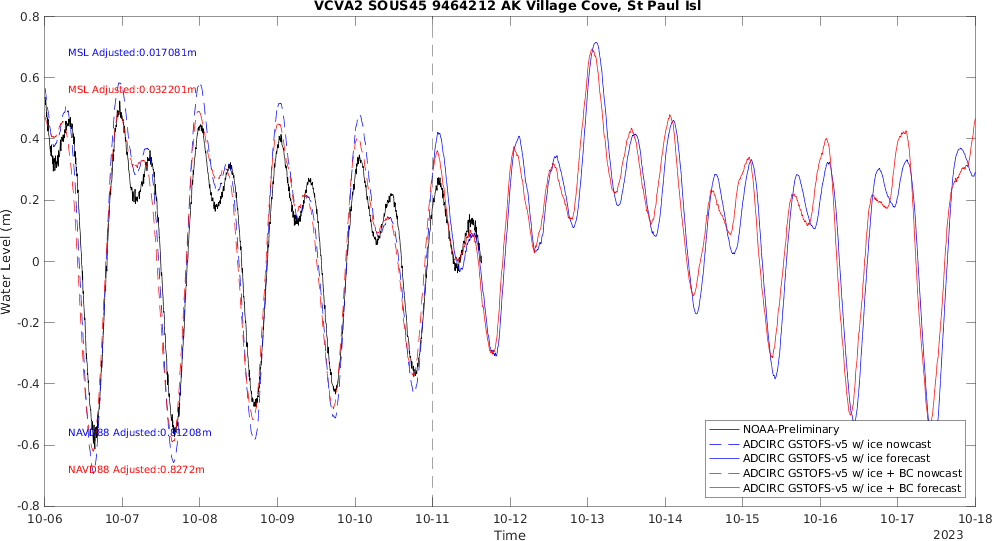 VCVA2 SOUS45 9464212 AK Village Cove, St Paul Isl
0.8
0.6
0.4
0.2
0
-0.2
-0.4
-0.6
-0.8
Water Level (m)
MSL Adjusted:0.017081m
MSL Adjusted:0.032201m
NAVD88 Adjusted:
NAVD88 Adjusted:0.8272m
NOAA-Preliminary
ADCIRC GSTOFS-v5 w/ ice nowcast
ADCIRC GSTOFS-v5 w/ ice forecast
ADCIRC GSTOFS-v5 w/ ice + BC nowcast
ADCIRC GSTOFS-v5 w/ ice + BC forecast
10-06 10-07 10-08 10-09 10-10 10-11 10-12 10-13 10-14 10-15 10-16 10-17 10-18
Time
2023